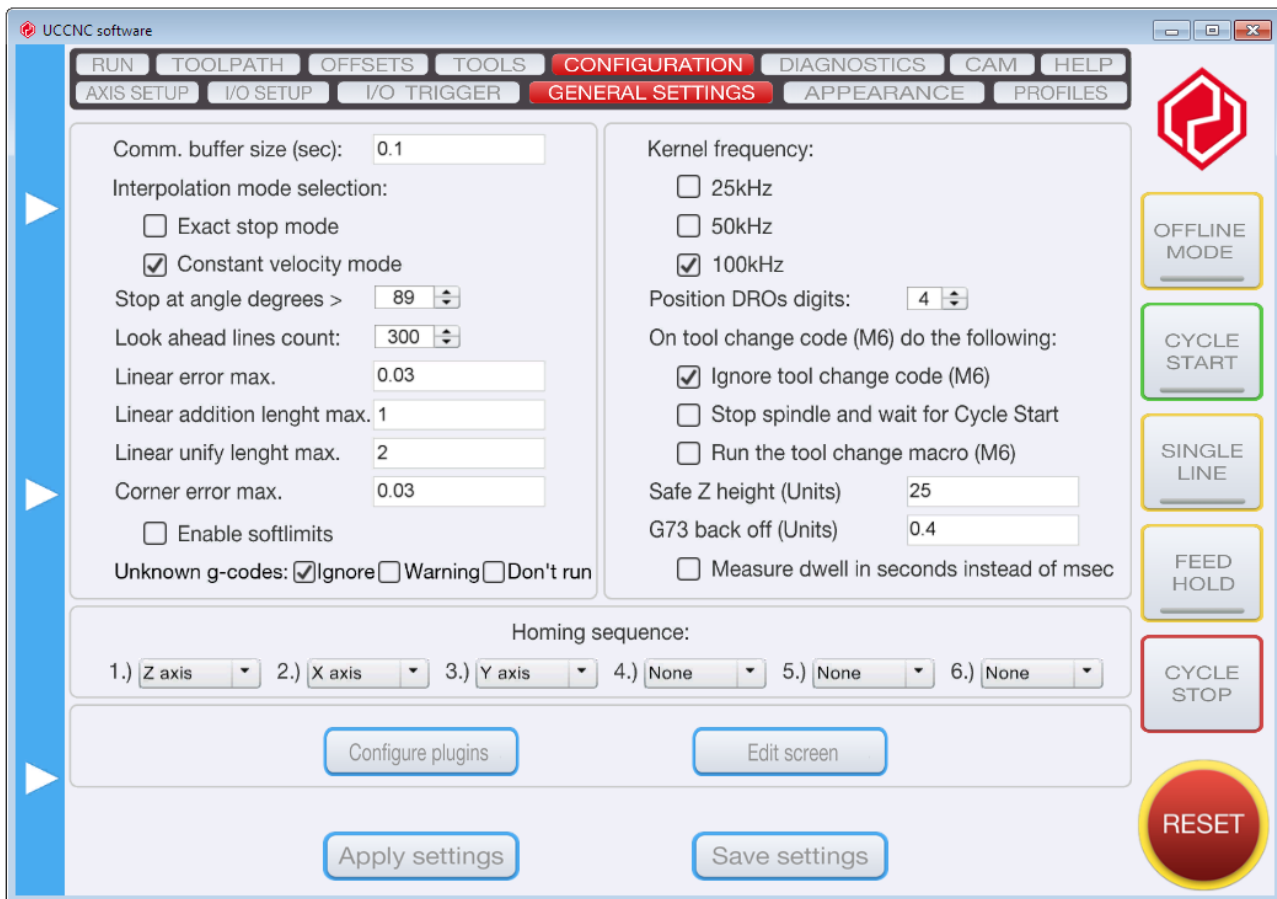 UCCNC software
RUN TOOLPATH OFFSETS TOOLS CONFIGURATION DIAGNOSTICS CAM HELP
AXIS SETUP I/O SETUP I/O TRIGGER GENERAL SETTINGS APPEARANCE PROFILES
Comm. buffer size (sec): 0.1
Interpolation mode selection:
Exact stop mode
Constant velocity mode
Stop at angle degrees > 89
Look ahead lines count: 300
Linear error max. 0.03
Linear addition lenght max. 1
Linear unify lenght max. 2
Corner error max. 0.03
Enable softlimits
Unknown g-codes: Ignore Warning Don't run
Kernel frequency:
25kHz
50kHz
100kHz
Position DROs digits: 4
On tool change code (M6) do the following:
Ignore tool change code (M6)
Stop spindle and wait for Cycle Start
Run the tool change macro (M6)
Safe Z height (Units) 25
G73 back off (Units) 0.4
Measure dwell in seconds instead of msec
Homing sequence:
1.) Z axis 2.) X axis 3.) Y axis 4.) None 5.) None 6.) None
Configure plugins Edit screen
Apply settings Save settings
OFFLINE
MODE
CYCLE
START
SINGLE
LINE
FEED
HOLD
CYCLE
STOP
RESET